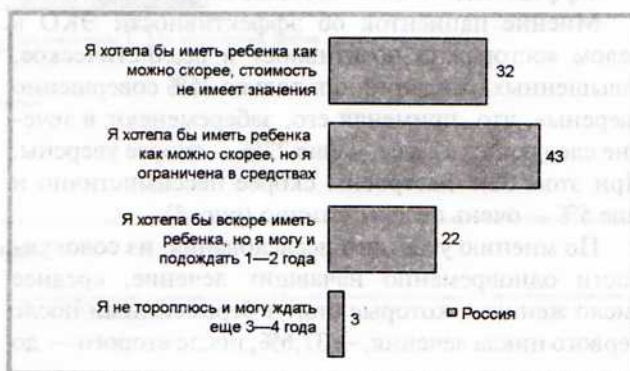 Я хотела бы иметь ребенка как
можно скорее, стоимость
не имеет значения
32
Я хотела бы иметь ребенка
как можно скорее, но я
ограничена в средствах
43
Я хотела бы вскоре иметь
ребенка, но я могу и
подождать 1—2 года
22
Я не тороплюсь и могу ждать
еще 3—4 года
3
Россия